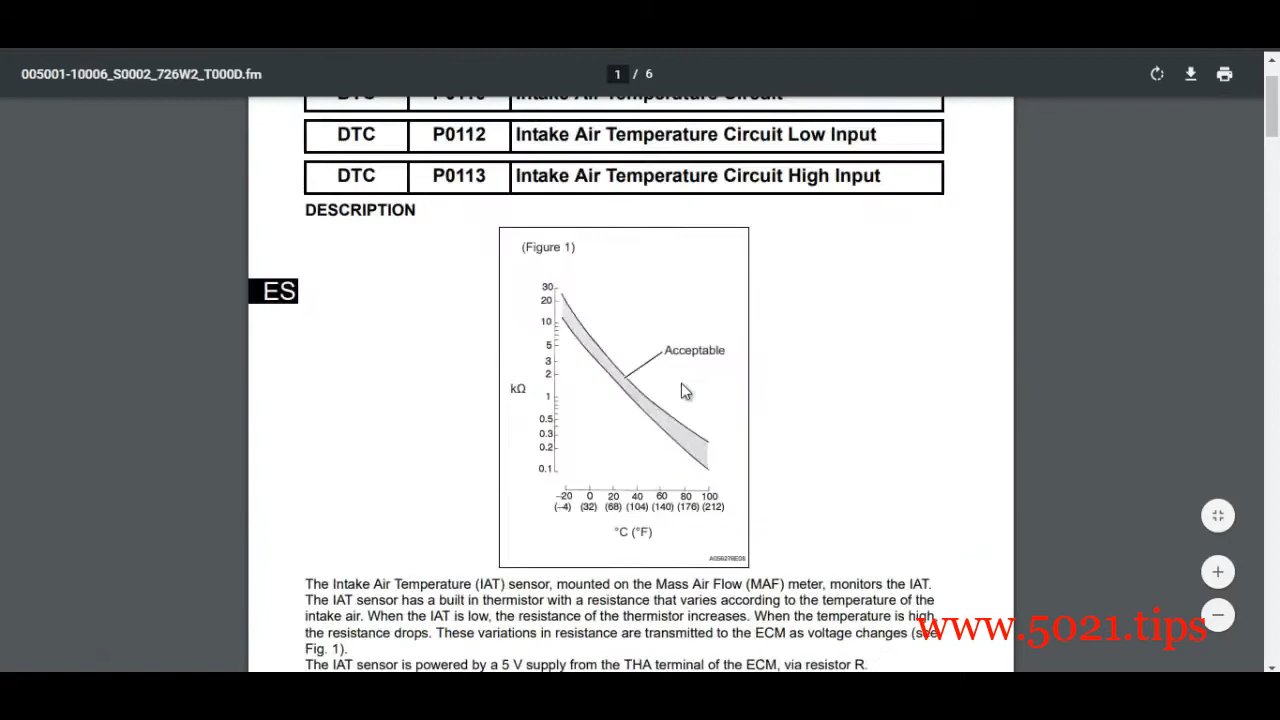 005001-10006_S0002_726W2_T000D.fm
1 / 6
DTC P0110 Intake Air Temperature Circuit
DTC P0112 Intake Air Temperature Circuit Low Input
DTC P0113 Intake Air Temperature Circuit High Input
DESCRIPTION
(Figure 1)
ES
30
20
10
5
3
2
1
0.5
0.3
0.2
0.1
Acceptable
kΩ
–20 0 20 40 60 80 100
(–4) (32) (68) (104) (140) (176) (212)
°C (°F)
The Intake Air Temperature (IAT) sensor, mounted on the Mass Air Flow (MAF) meter, monitors the IAT.
The IAT sensor has a built in thermistor with a resistance that varies according to the temperature of the
intake air. When the IAT is low, the resistance of the thermistor increases. When the temperature is high,
the resistance drops. These variations in resistance are transmitted to the ECM as voltage changes (see
Fig. 1).
The IAT sensor is powered by a 5 V supply from the THA terminal of the ECM, via resistor R.
www.5021.tips